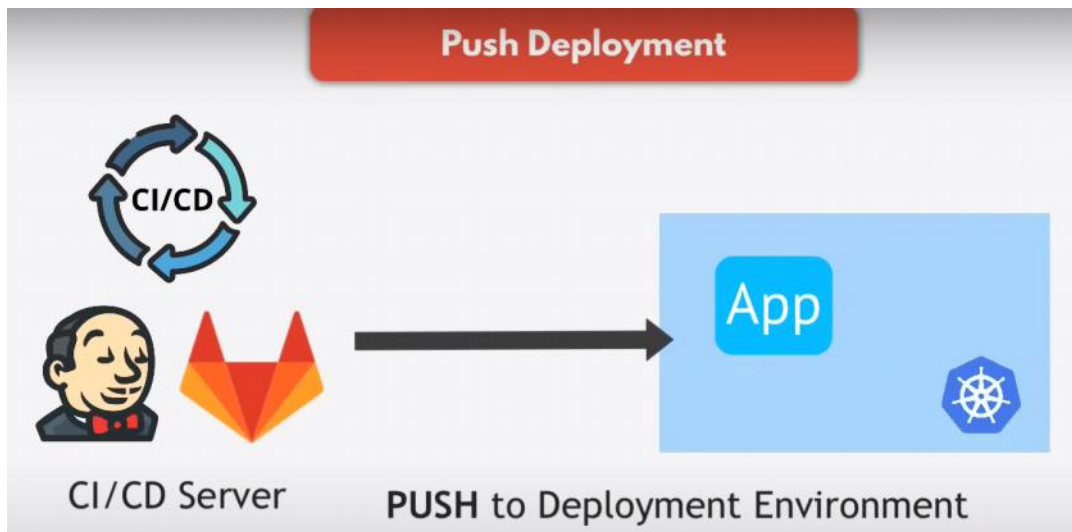 Push Deployment
CI/CD
App
CI/CD Server
PUSH to Deployment Environment